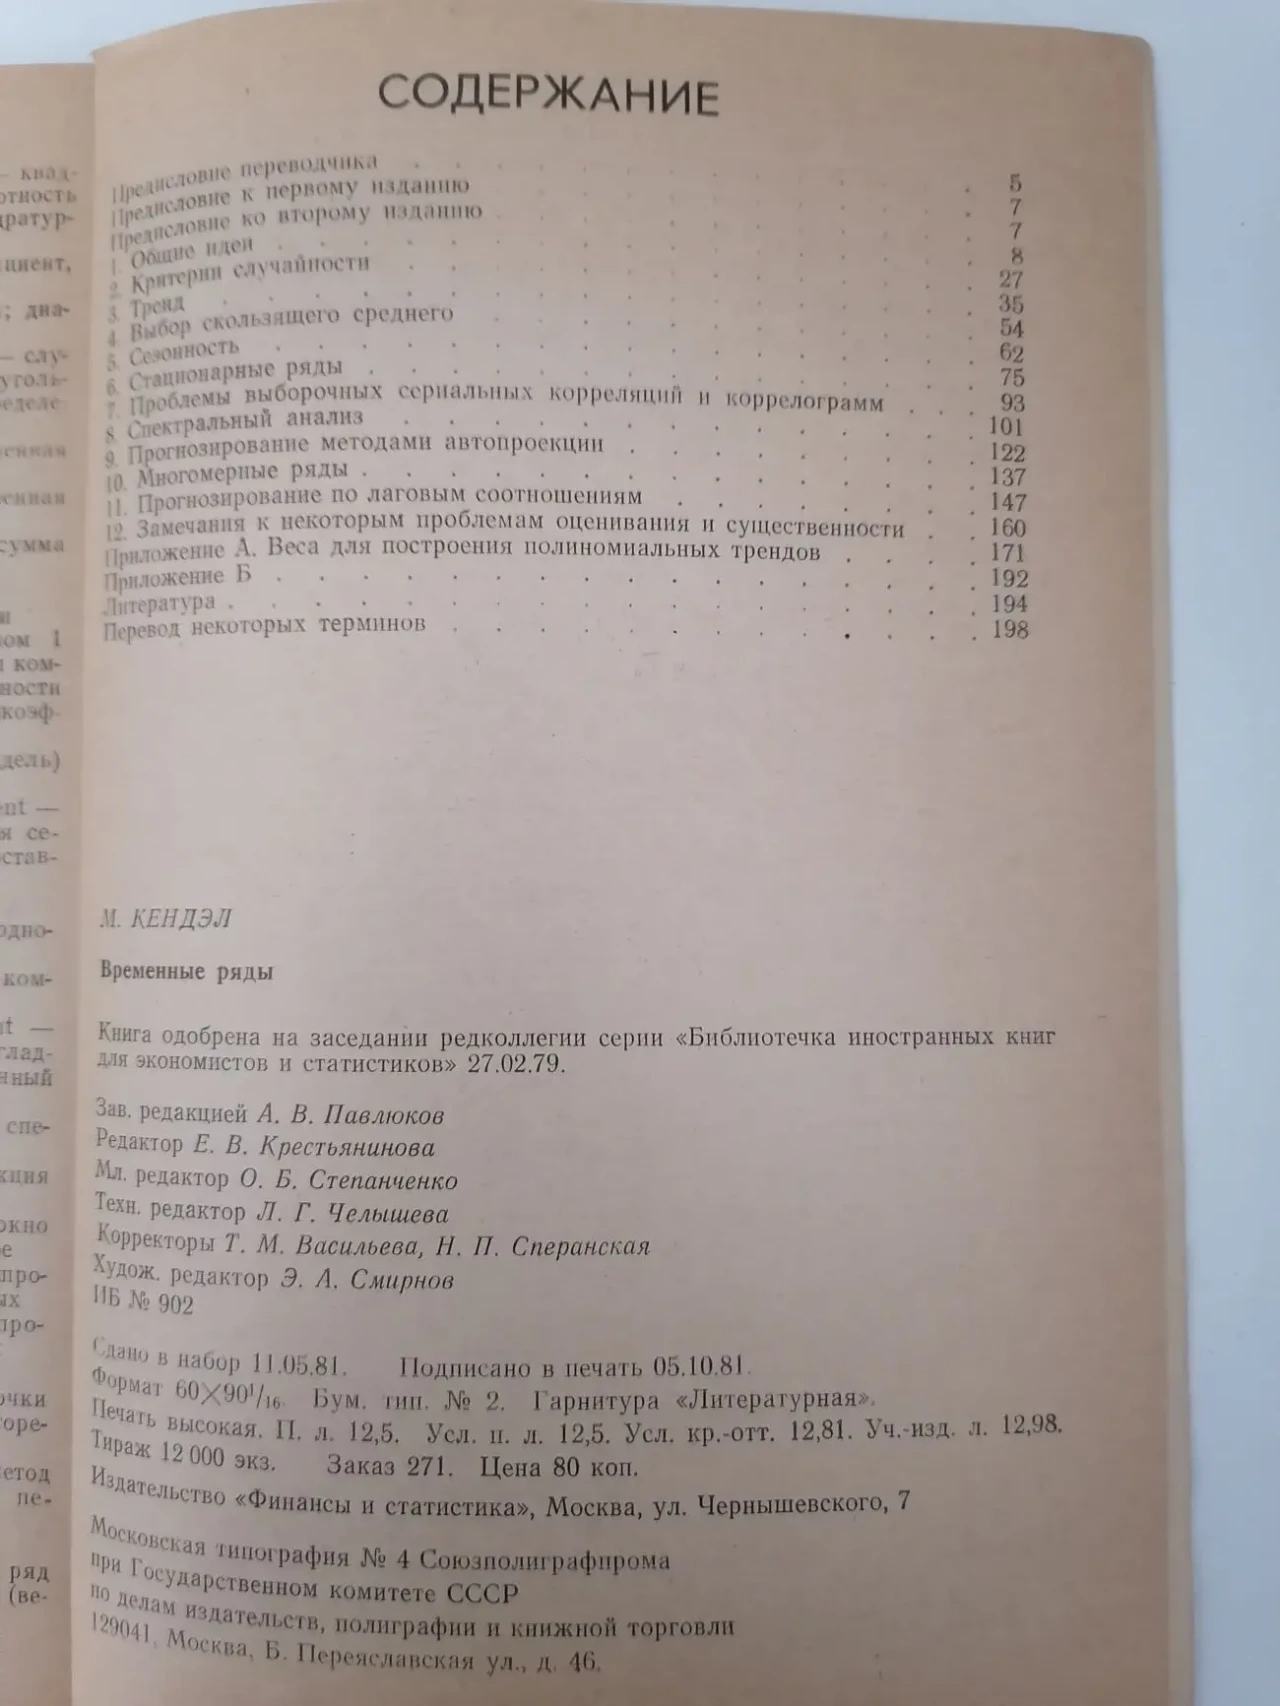 СОДЕРЖАНИЕ
Предисловие переводчика . . . 5
Предисловие к первому изданию . . . 7
Предисловие ко второму изданию . . . 7
1. Общие идеи . . . 8
2. Критерии случайности . . . 27
3. Тренд . . . 35
4. Выбор скользящего среднего . . . 54
5. Сезонность . . . 62
6. Стационарные ряды . . . 75
7. Проблемы выборочных сериальных корреляций и коррелограмм . . . 93
8. Спектральный анализ . . . 101
9. Прогнозирование методами автопроекции . . . 122
10. Многомерные ряды . . . 137
11. Прогнозирование по лаговым соотношениям . . . 147
12. Замечания к некоторым проблемам оценивания и существенности . . . 160
Приложение А. Веса для построения полиномиальных трендов . . . 171
Приложение Б . . . 192
Литература . . . 194
Перевод некоторых терминов . . . 198
М. КЕНДЭЛ
Временные ряды
Книга одобрена на заседании редколлегии серии «Библиотечка иностранных книг
для экономистов и статистиков» 27.02.79.
Зав. редакцией А. В. Павлюков
Редактор Е. В. Крестьянинова
Мл. редактор О. Б. Степанченко
Техн. редактор Л. Г. Челышева
Корректоры Т. М. Васильева, Н. П. Сперанская
Худож. редактор Э. А. Смирнов
ИБ № 902
Сдано в набор 11.05.81. Подписано в печать 05.10.81.
Формат 60×90¹/₁₆. Бум. тип. № 2. Гарнитура «Литературная».
Печать высокая. П. л. 12,5. Усл. п. л. 12,5. Усл. кр.-отт. 12,81. Уч.-изд. л. 12,98.
Тираж 12 000 экз. Заказ 271. Цена 80 коп.
Издательство «Финансы и статистика», Москва, ул. Чернышевского, 7
Московская типография № 4 Союзполиграфпрома
при Государственном комитете СССР
по делам издательств, полиграфии и книжной торговли
129041, Москва, Б. Переяславская ул., д. 46.